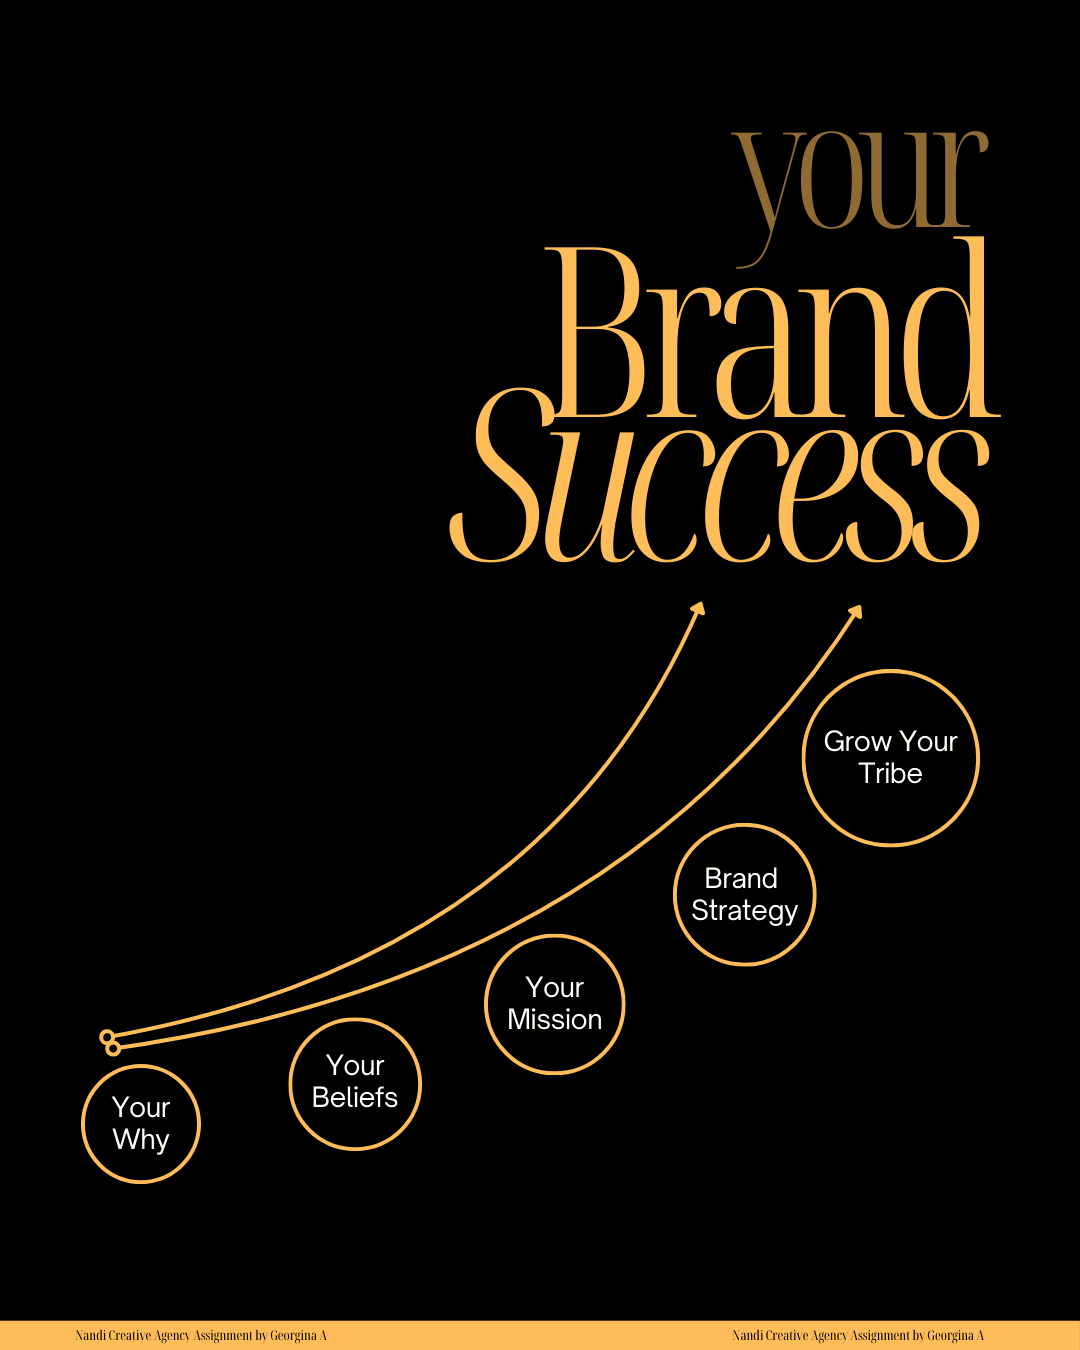 your
Brand
Success
Grow Your
Tribe
Brand
Strategy
Your
Mission
Your
Beliefs
Your
Why
Nandi Creative Agency Assignment by Georgina A
Nandi Creative Agency Assignment by Georgina A